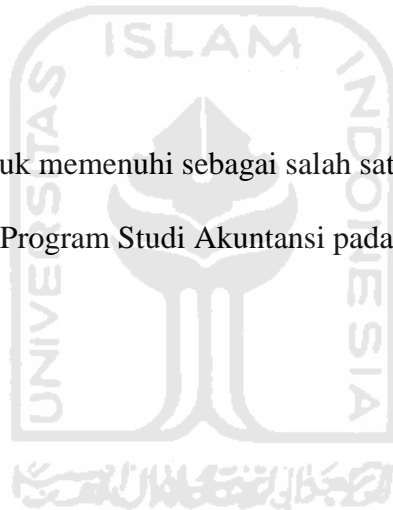 ISLAM
UNIVERSITAS
INDONESIA
uk memenuhi sebagai salah sat
Program Studi Akuntansi pada